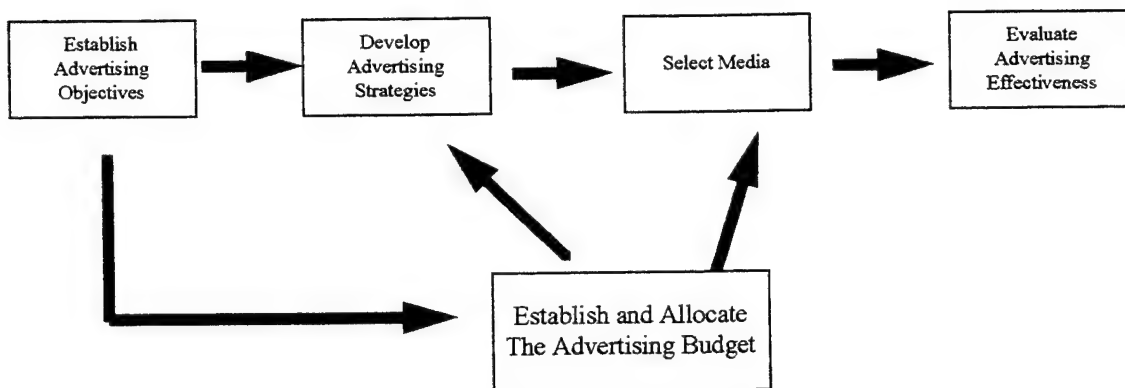 Establish
Advertising
Objectives
Develop
Advertising
Strategies
Select Media
Evaluate
Advertising
Effectiveness
Establish and Allocate
The Advertising Budget